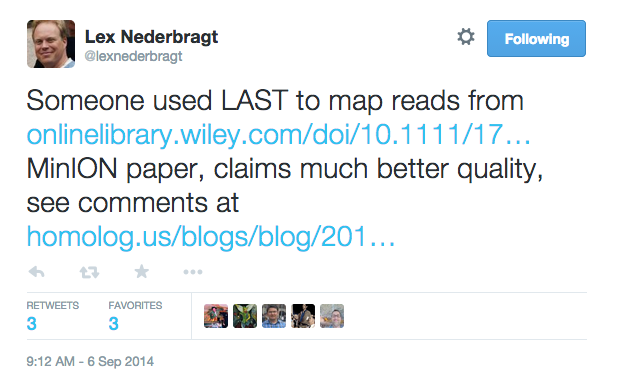 Lex Nederbragt
@lexnederbragt
Following
Someone used LAST to map reads from
onlinelibrary.wiley.com/doi/10.1111/17…
MinION paper, claims much better quality,
see comments at
homolog.us/blogs/blog/201…
RETWEETS FAVORITES
3 3
9:12 AM - 6 Sep 2014